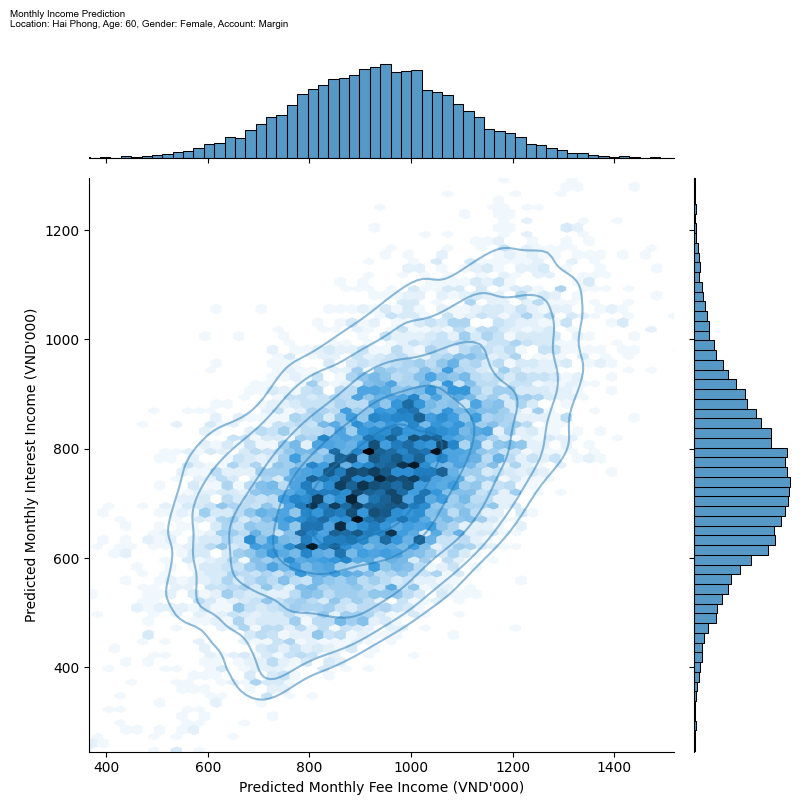 Monthly Income Prediction
Location: Hai Phong, Age: 60, Gender: Female, Account: Margin
1200
1000
800
600
400
Predicted Monthly Interest Income (VND'000)
400 600 800 1000 1200 1400
Predicted Monthly Fee Income (VND'000)